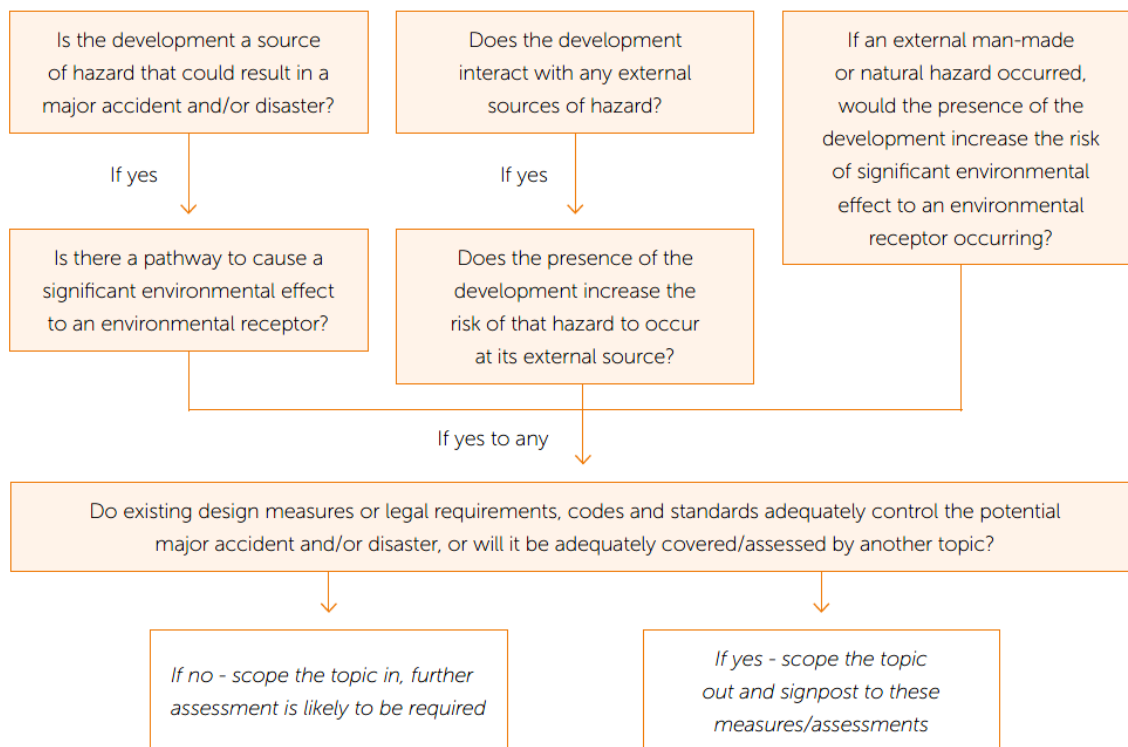 Is the development a source
of hazard that could result in a
major accident and/or disaster?
Does the development
interact with any external
sources of hazard?
If an external man-made
or natural hazard occurred,
would the presence of the
development increase the risk
of significant environmental
effect to an environmental
receptor occurring?
If yes
If yes
Is there a pathway to cause a
significant environmental effect
to an environmental receptor?
Does the presence of the
development increase the
risk of that hazard to occur
at its external source?
If yes to any
Do existing design measures or legal requirements, codes and standards adequately control the potential
major accident and/or disaster, or will it be adequately covered/assessed by another topic?
If no - scope the topic in, further
assessment is likely to be required
If yes - scope the topic
out and signpost to these
measures/assessments